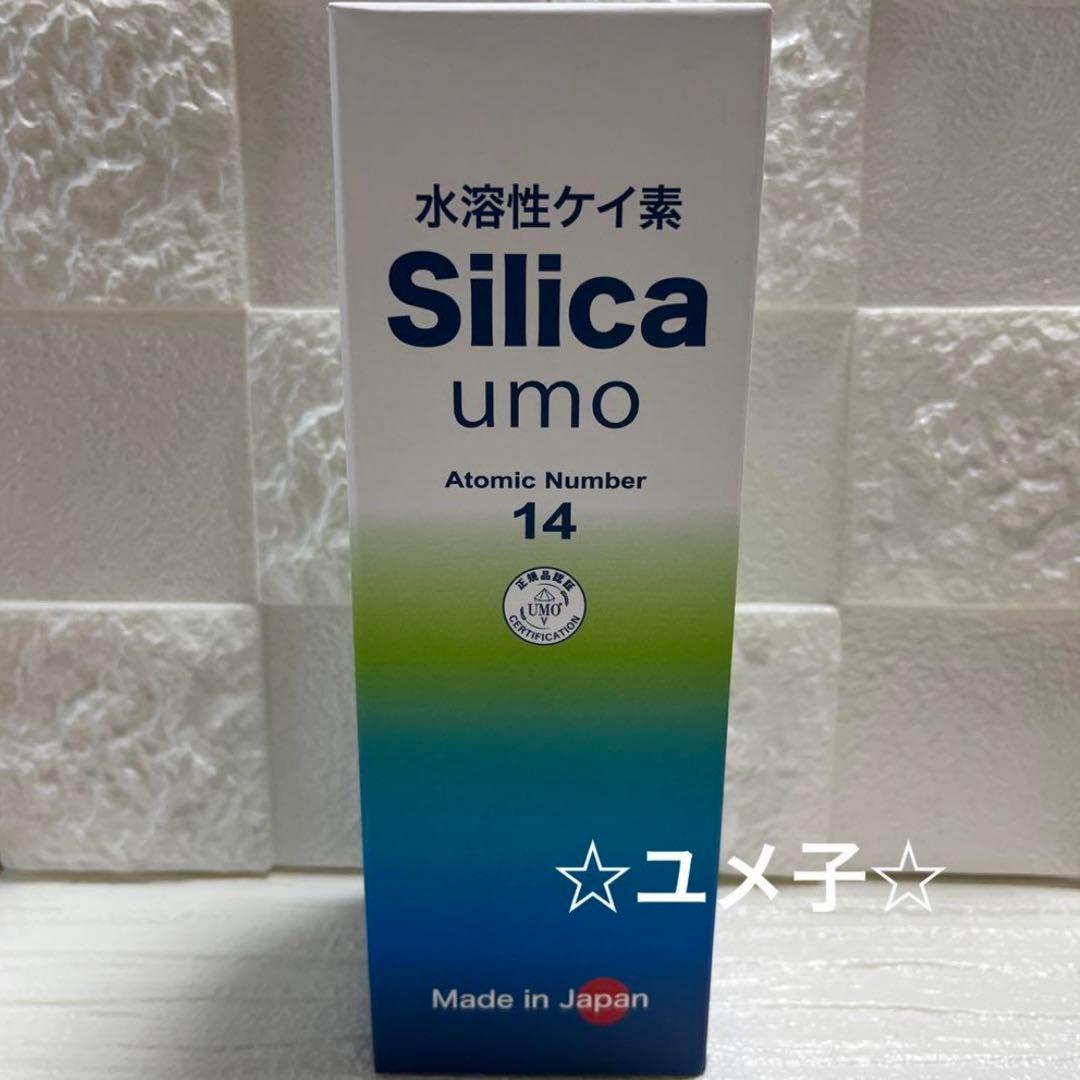 水溶性ケイ素
Silica
umo
Atomic Number
14
正規品認証
UMO
CERTIFICATION
☆ユメ子☆
Made in Japan